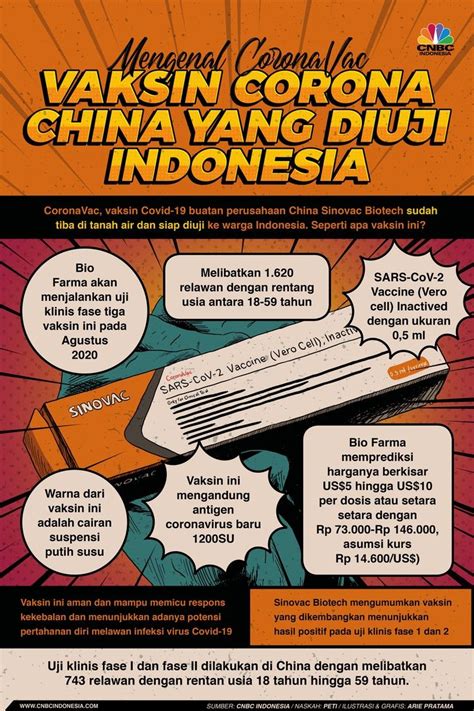 CNBC
INDONESIA
Mengenal CoronaVac
VAKSIN CORONA
CHINA YANG DIUJI
INDONESIA
CoronaVac, vaksin Covid-19 buatan perusahaan China Sinovac Biotech sudah
tiba di tanah air dan siap diuji ke warga Indonesia. Seperti apa vaksin ini?
Bio
Farma akan
menjalankan uji
klinis fase tiga
vaksin ini pada
Agustus
2020
Melibatkan 1.620
relawan dengan rentang
usia antara 18-59 tahun
SARS-CoV-2
Vaccine (Vero
cell) Inactived
dengan ukuran
0,5 ml
SINOVAC
CoronaVac
SARS-CoV-2 Vaccine (Vero Cell), Inac
Only for Clinical Trial
0.5 ml/
Warna dari
vaksin ini
adalah cairan
suspensi
putih susu
Vaksin ini
mengandung
antigen
coronavirus baru
1200SU
Bio Farma
memprediksi
harganya berkisar
US$5 hingga US$10
per dosis atau setara
setara dengan
Rp 73.000-Rp 146.000,
asumsi kurs
Rp 14.600/US$)
Vaksin ini aman dan mampu memicu respons
kekebalan dan menunjukkan adanya potensi
pertahanan diri melawan infeksi virus Covid-19
Sinovac Biotech mengumumkan vaksin
yang dikembangkan menunjukkan
hasil positif pada uji klinis fase 1 dan 2
Uji klinis fase I dan fase II dilakukan di China dengan melibatkan
743 relawan dengan rentan usia 18 tahun hingga 59 tahun.
WWW.CNBCINDONESIA.COM
SUMBER: CNBC INDONESIA / NASKAH: PETI / ILUSTRASI & GRAFIS: ARIE PRATAMA